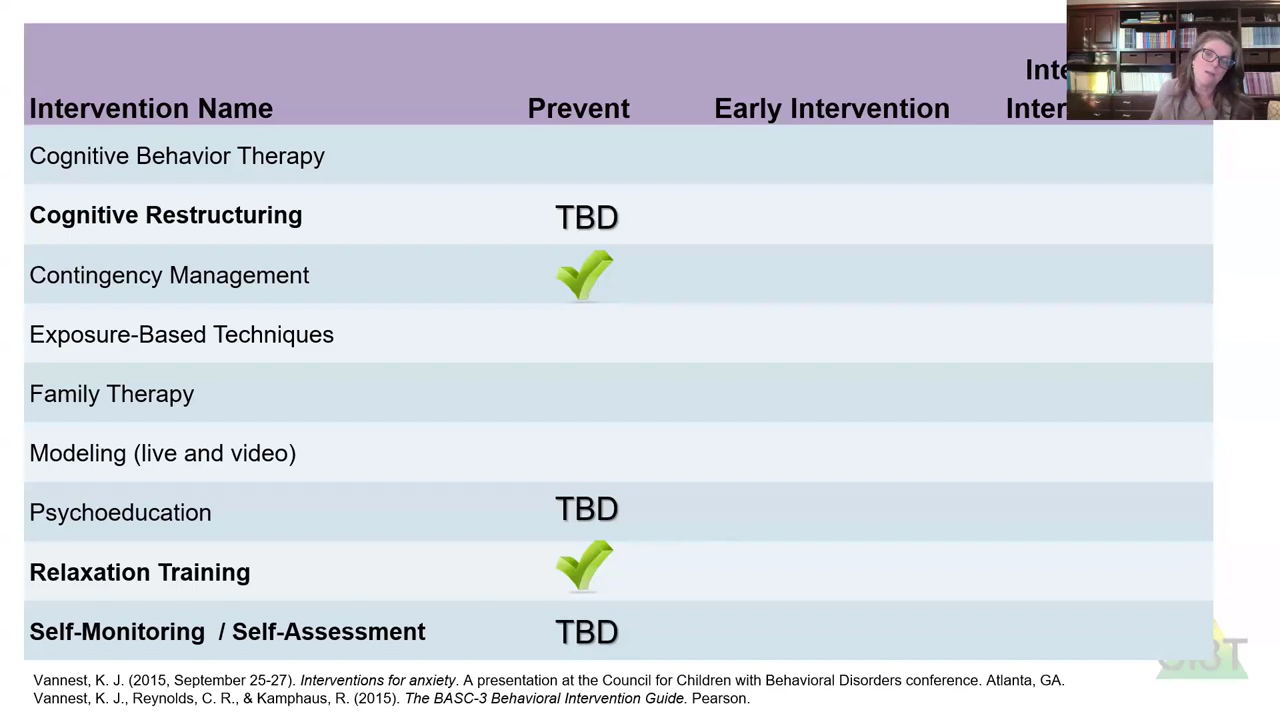 Intervention Name Prevent Early Intervention
Cognitive Behavior Therapy
Cognitive Restructuring TBD
Contingency Management
Exposure-Based Techniques
Family Therapy
Modeling (live and video)
Psychoeducation TBD
Relaxation Training
Self-Monitoring / Self-Assessment TBD
Vannest, K. J. (2015, September 25-27). Interventions for anxiety. A presentation at the Council for Children with Behavioral Disorders conference. Atlanta, GA.
Vannest, K. J., Reynolds, C. R., & Kamphaus, R. (2015). The BASC-3 Behavioral Intervention Guide. Pearson.